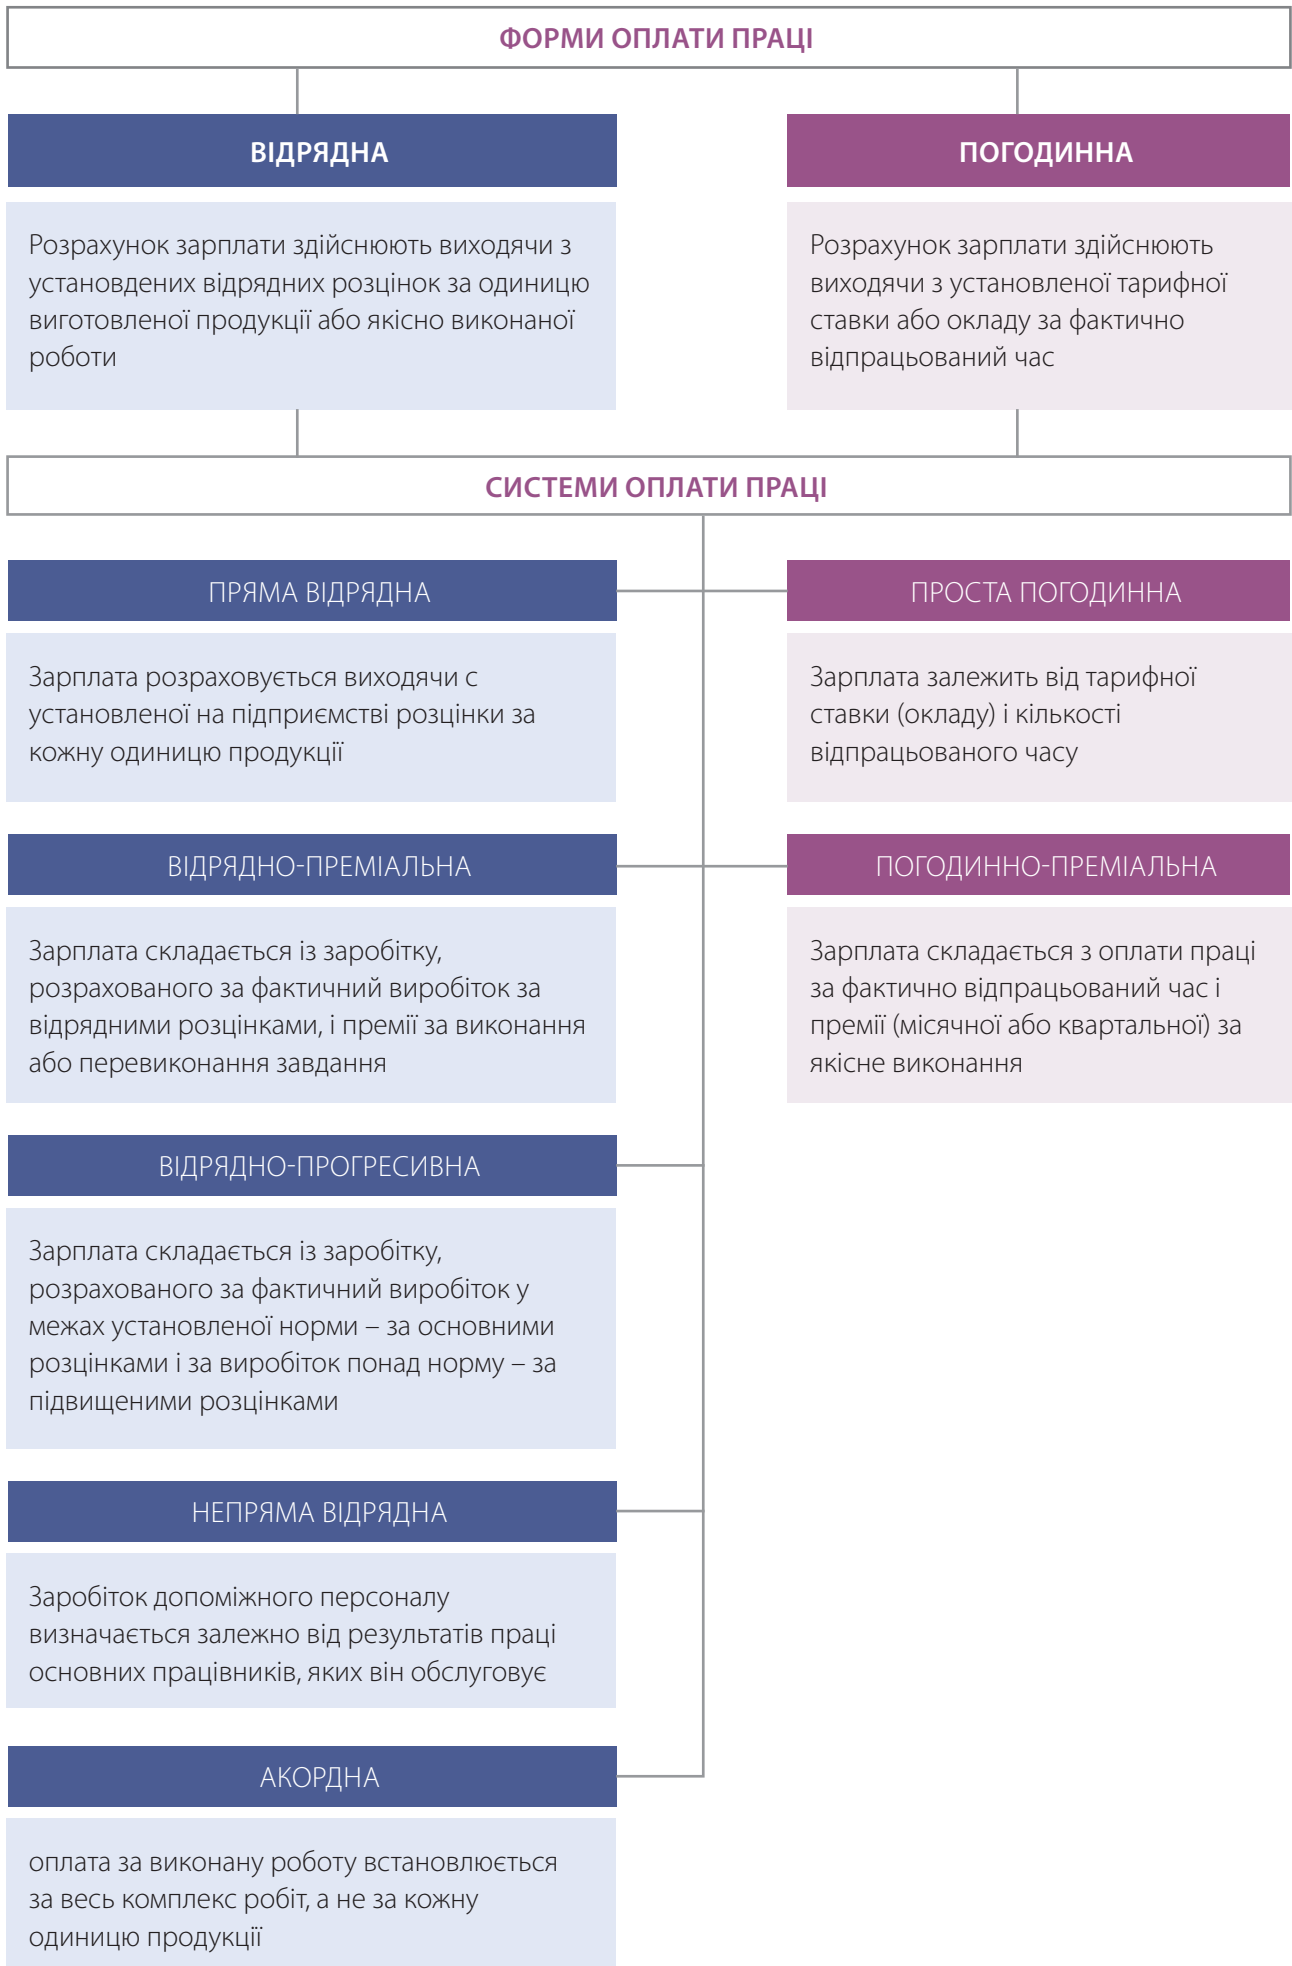 ФОРМИ ОПЛАТИ ПРАЦІ
ВІДРЯДНА
Розрахунок зарплати здійснюють виходячи з
установдених відрядних розцінок за одиницю
виготовленої продукції або якісно виконаної
роботи
ПОГОДИННА
Розрахунок зарплати здійснюють
виходячи з установленої тарифної
ставки або окладу за фактично
відпрацьований час
СИСТЕМИ ОПЛАТИ ПРАЦІ
ПРЯМА ВІДРЯДНА
Зарплата розраховується виходячи с
установленої на підприємстві розцінки за
кожну одиницю продукції
ПРОСТА ПОГОДИННА
Зарплата залежить від тарифної
ставки (окладу) і кількості
відпрацьованого часу
ВІДРЯДНО-ПРЕМІАЛЬНА
Зарплата складається із заробітку,
розрахованого за фактичний виробіток за
відрядними розцінками, і премії за виконання
або перевиконання завдання
ПОГОДИННО-ПРЕМІАЛЬНА
Зарплата складається з оплати праці
за фактично відпрацьований час і
премії (місячної або квартальної) за
якісне виконання
ВІДРЯДНО-ПРОГРЕСИВНА
Зарплата складається із заробітку,
розрахованого за фактичний виробіток у
межах установленої норми – за основними
розцінками і за виробіток понад норму – за
підвищеними розцінками
НЕПРЯМА ВІДРЯДНА
Заробіток допоміжного персоналу
визначається залежно від результатів праці
основних працівників, яких він обслуговує
АКОРДНА
оплата за виконану роботу встановлюється
за весь комплекс робіт, а не за кожну
одиницю продукції